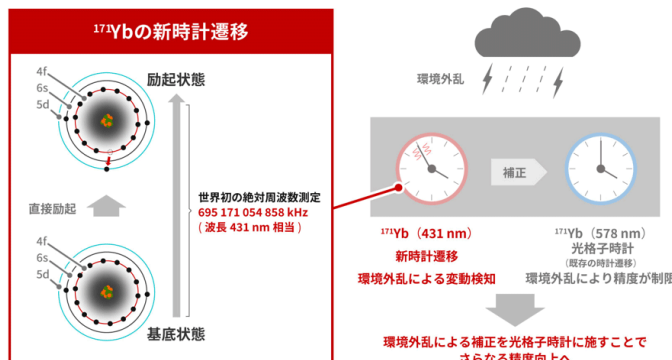 ¹⁷¹Ybの新時計遷移
4f
6s
5d
励起状態
直接励起
世界初の絶対周波数測定
695 171 054 858 kHz
( 波長 431 nm 相当 )
4f
6s
5d
基底状態
環境外乱
補正
¹⁷¹Yb（431 nm）
新時計遷移
環境外乱による変動検知
¹⁷¹Yb（578 nm）
光格子時計
（既存の時計遷移）
環境外乱により精度が制限
環境外乱による補正を光格子時計に施すことで
さらなる精度向上へ